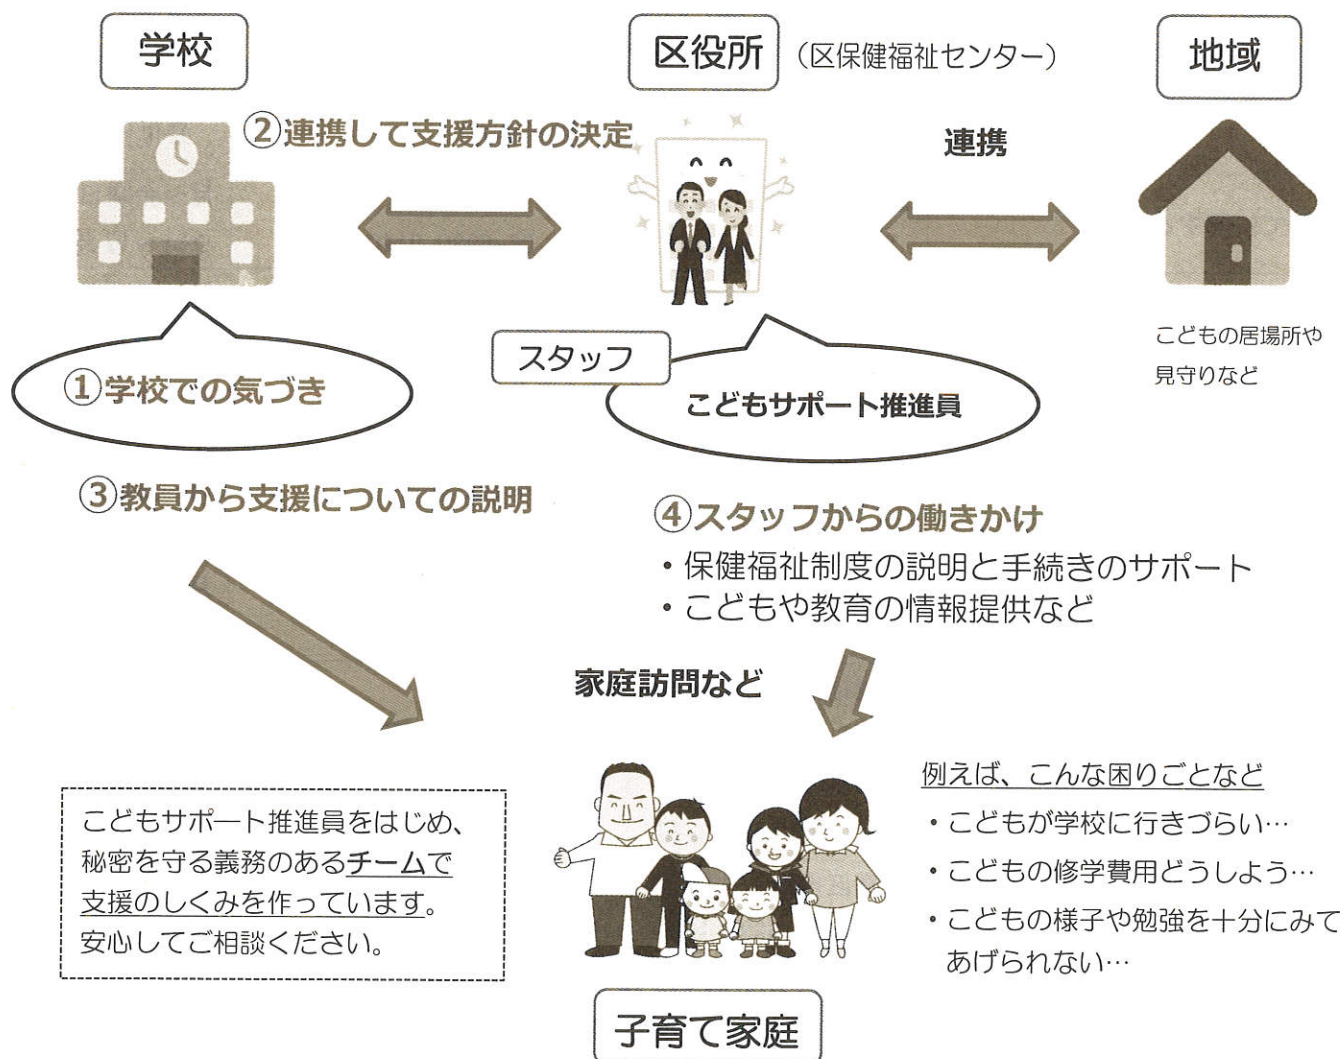 学校
区役所
（区保健福祉センター）
地域
②連携して支援方針の決定
連携
こどもの居場所や
見守りなど
①学校での気づき
スタッフ
こどもサポート推進員
③教員から支援についての説明
④スタッフからの働きかけ
・保健福祉制度の説明と手続きのサポート
・こどもや教育の情報提供など
家庭訪問など
こどもサポート推進員をはじめ、
秘密を守る義務のあるチームで
支援のしくみを作っています。
安心してご相談ください。
例えば、こんな困りごとなど
・こどもが学校に行きづらい…
・こどもの修学費用どうしよう…
・こどもの様子や勉強を十分にみて
あげられない…
子育て家庭